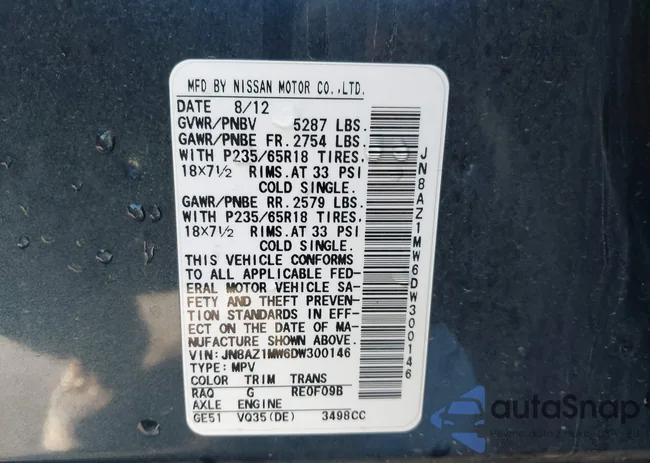 MFD BY NISSAN MOTOR CO.,LTD.
DATE 8/12
GVWR/PNBV 5287 LBS.
GAWR/PNBE FR. 2754 LBS.
WITH P235/65R18 TIRES,
18X7½ RIMS. AT 33 PSI
COLD SINGLE.
GAWR/PNBE RR. 2579 LBS.
WITH P235/65R18 TIRES,
18X7½ RIMS. AT 33 PSI
COLD SINGLE.
THIS VEHICLE CONFORMS
TO ALL APPLICABLE FED-
ERAL MOTOR VEHICLE SA-
FETY AND THEFT PREVEN-
TION STANDARDS IN EFF-
ECT ON THE DATE OF MA-
NUFACTURE SHOWN ABOVE.
VIN: JN8AZ1MW6DW300146
TYPE: MPV
COLOR TRIM TRANS
RAQ G RE0F09B
AXLE ENGINE
GE51 VQ35(DE) 3498CC
JN8AZ1MW6DW300146
autoSnap